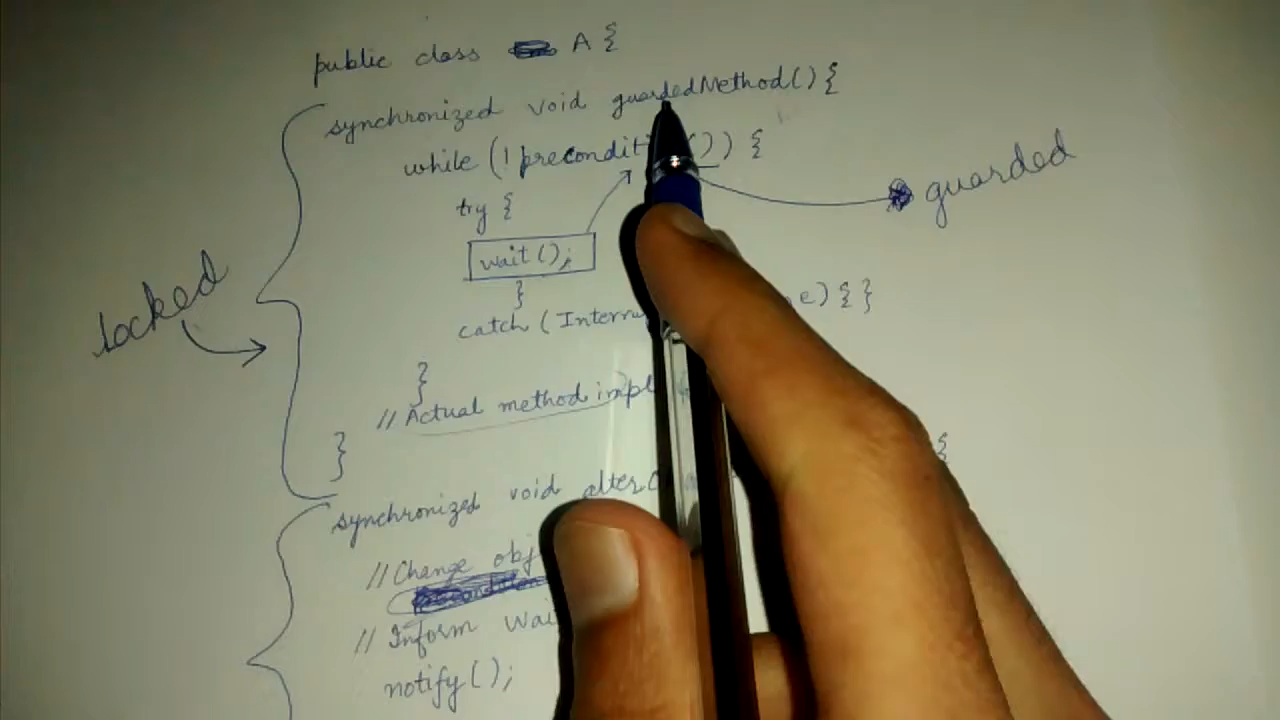 public class A {
synchronized void guardedMethod() {
while (! precondit ()) {
try {
guarded
wait();
}
locked
catch ( Interru e) { }
}
// Actual method impl
}
synchronized void alter {
// Change obj
// Inform Wai
notify();